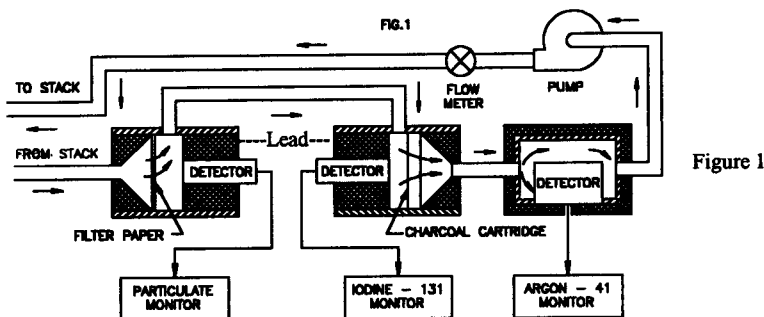 FIG.1
TO STACK
FLOW
METER
PUMP
FROM STACK
Lead
DETECTOR
DETECTOR
DETECTOR
Figure 1
FILTER PAPER
CHARCOAL CARTRIDGE
PARTICULATE
MONITOR
IODINE - 131
MONITOR
ARGON - 41
MONITOR